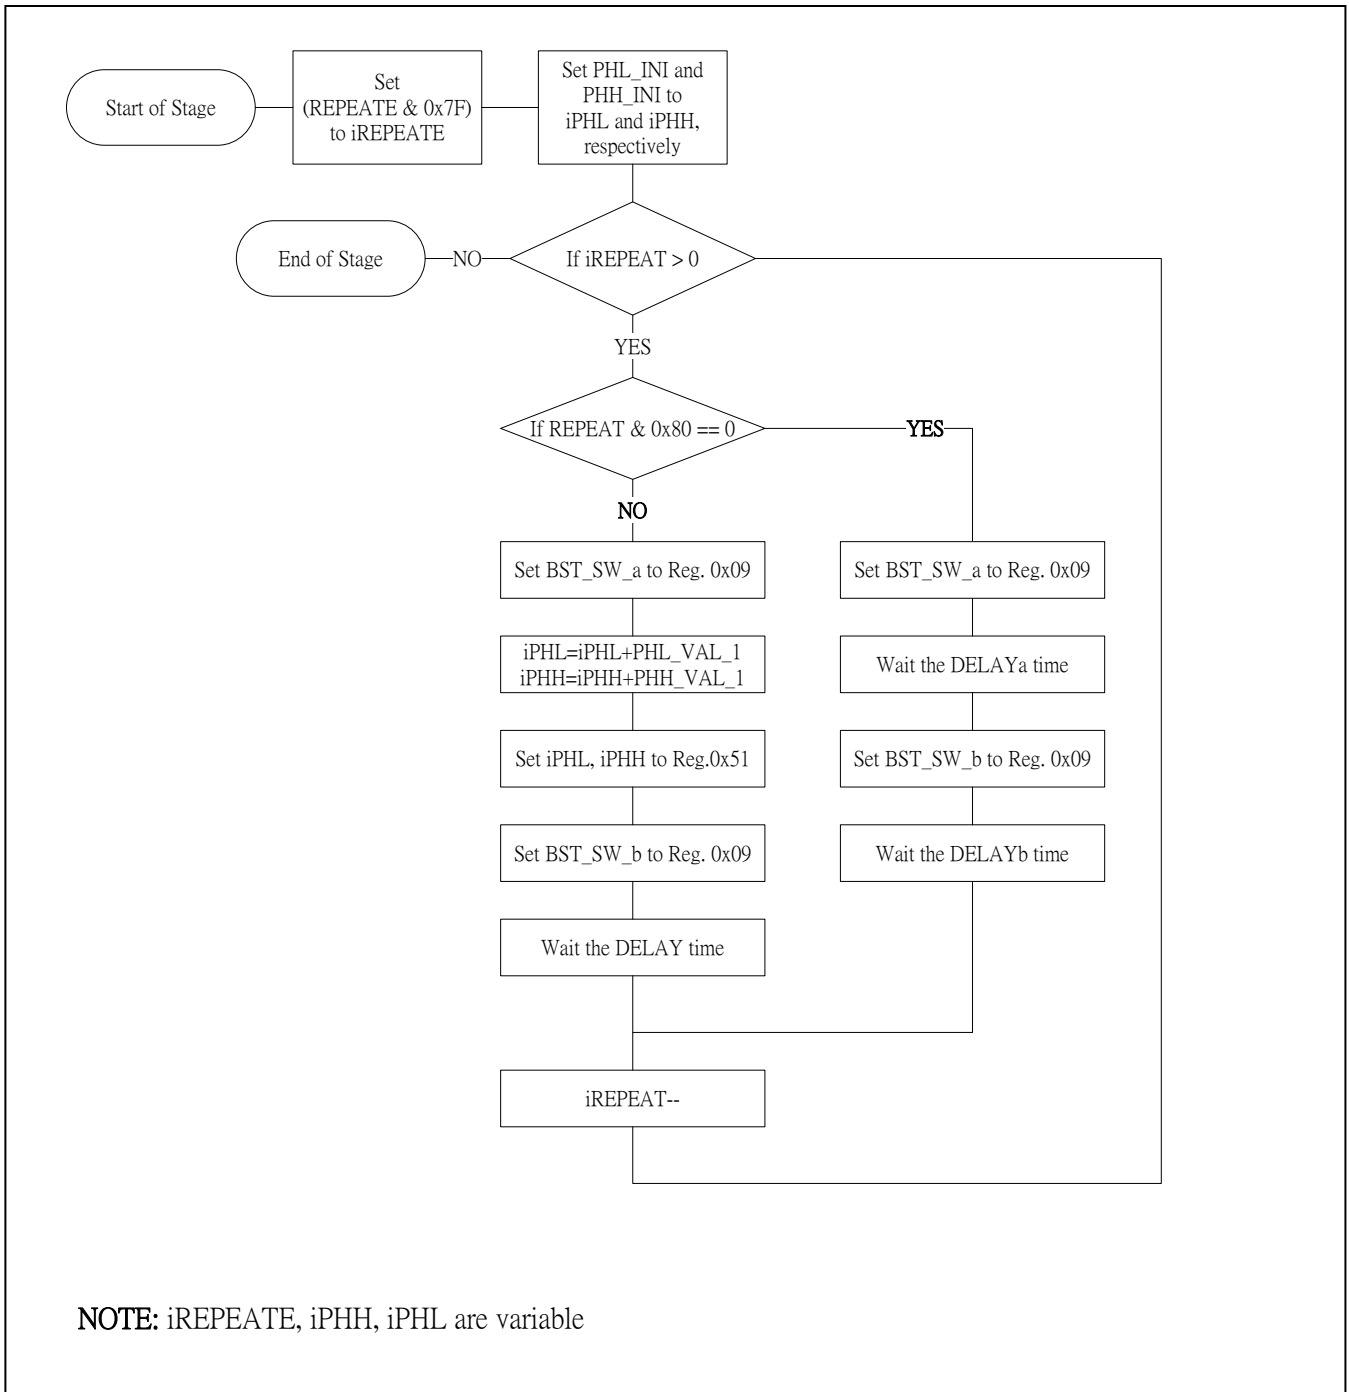 Start of Stage
Set
(REPEATE & 0x7F)
to iREPEATE
Set PHL_INI and
PHH_INI to
iPHL and iPHH,
respectively
End of Stage
NO
If iREPEAT > 0
YES
If REPEAT & 0x80 == 0
YES
NO
Set BST_SW_a to Reg. 0x09
iPHL=iPHL+PHL_VAL_1
iPHH=iPHH+PHH_VAL_1
Set iPHL, iPHH to Reg.0x51
Set BST_SW_b to Reg. 0x09
Wait the DELAY time
Set BST_SW_a to Reg. 0x09
Wait the DELAYa time
Set BST_SW_b to Reg. 0x09
Wait the DELAYb time
iREPEAT--
NOTE: iREPEATE, iPHH, iPHL are variable